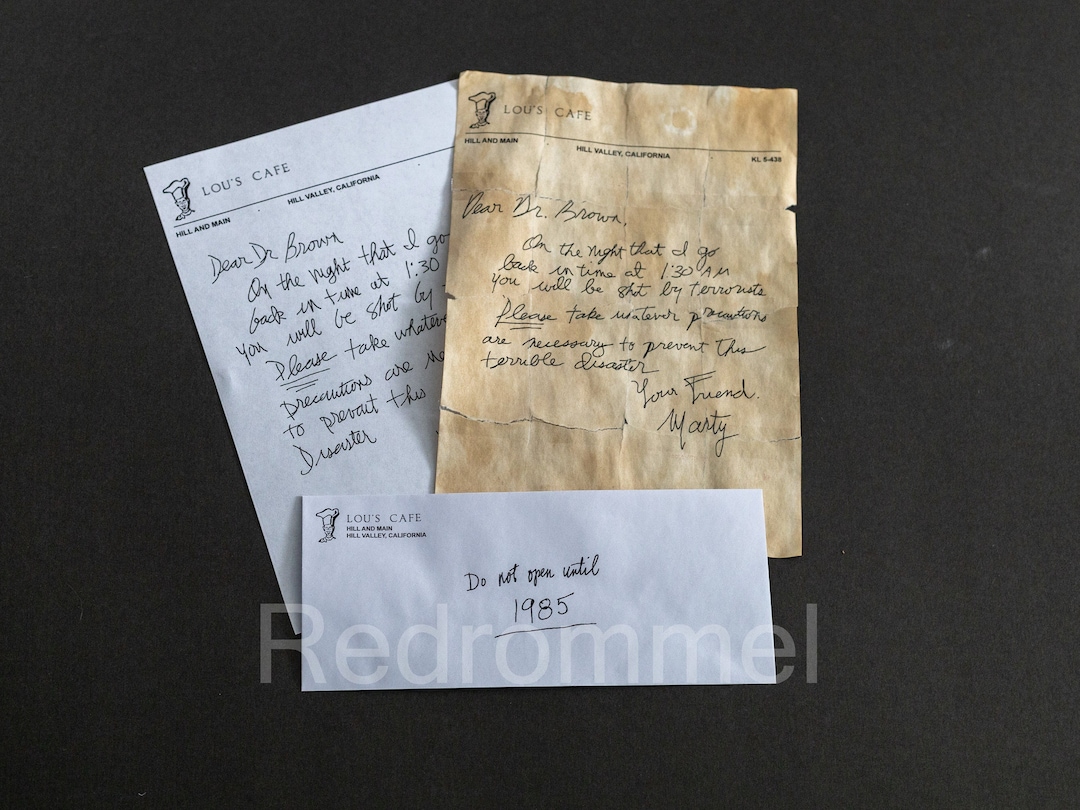 LOU'S CAFE
HILL AND MAIN
HILL VALLEY, CALIFORNIA
Dear Dr Brown
On the night that I go
back in time at 1:30
you will be shot by
Please take whatever
precautions are
to prevent this
Disaster
LOU'S CAFE
HILL AND MAIN
HILL VALLEY, CALIFORNIA
KL 5-438
Dear Dr. Brown,
On the night that I go
back in time at 1:30 AM
you will be shot by terrorists
Please take whatever precautions
are necessary to prevent this
terrible disaster
Your Friend.
Marty
LOU'S CAFE
HILL AND MAIN
HILL VALLEY, CALIFORNIA
Do not open until
1985
Redrommel